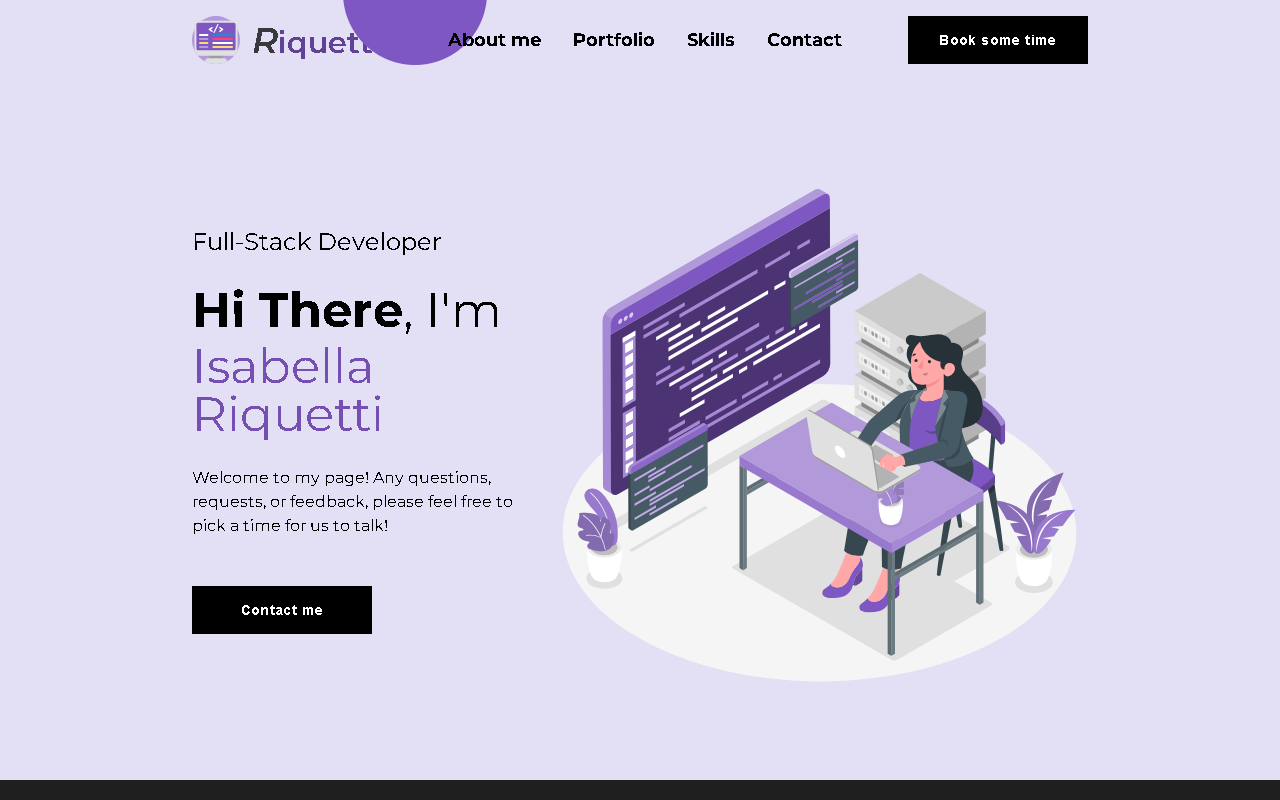 Riquett
About me
Portfolio
Skills
Contact
Book some time
Full-Stack Developer
Hi There, I'm
Isabella
Riquetti
Welcome to my page! Any questions,
requests, or feedback, please feel free to
pick a time for us to talk!
Contact me